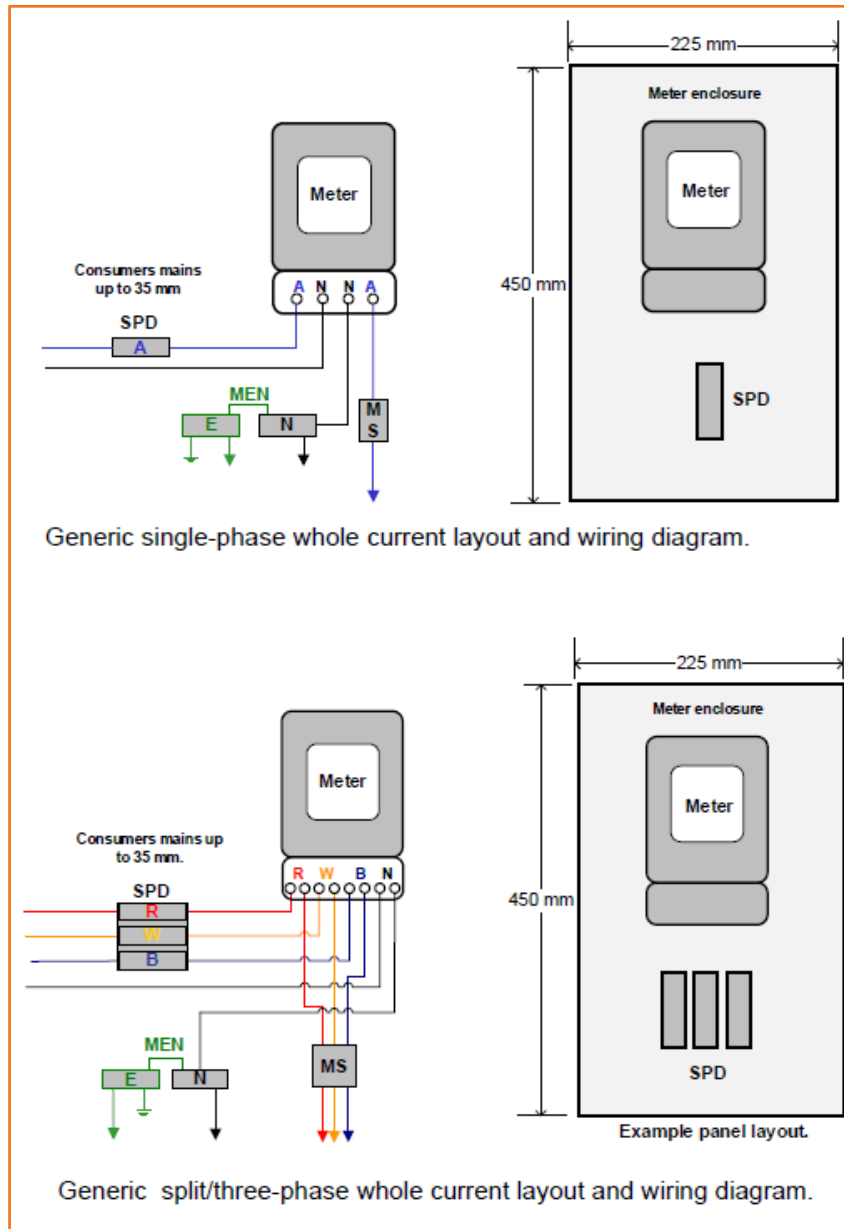 225 mm
Meter enclosure
Meter
Meter
450 mm
Consumers mains
up to 35 mm
A N N A
SPD
A
MEN
E
N
M
S
SPD
Generic single-phase whole current layout and wiring diagram.
225 mm
Meter enclosure
Meter
Meter
450 mm
Consumers mains up
to 35 mm.
R W B N
SPD
R
W
B
MEN
E
N
MS
SPD
Example panel layout.
Generic split/three-phase whole current layout and wiring diagram.